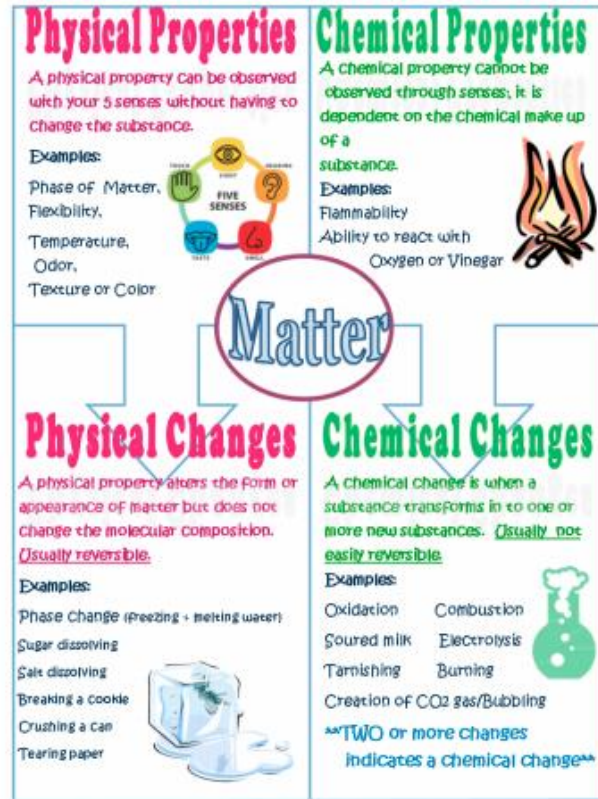 Physical Properties
A physical property can be observed
with your 5 senses without having to
change the substance.
Examples:
Phase of Matter,
Flexibility,
Temperature,
Odor,
Texture or Color
TOUCH
SIGHT
HEARING
FIVE
SENSES
TASTE
SMELL
Chemical Properties
A chemical property cannot be
observed through senses; it is
dependent on the chemical make up
of a
substance.
Examples:
Flammability
Ability to react with
Oxygen or Vinegar
Matter
Physical Changes
A physical property alters the form or
appearance of matter but does not
change the molecular composition.
Usually reversible.
Examples:
Phase change (freezing + melting water)
Sugar dissolving
Salt dissolving
Breaking a cookie
Crushing a can
Tearing paper
Chemical Changes
A chemical change is when a
substance transforms in to one or
more new substances. Usually not
easily reversible.
Examples:
Oxidation Combustion
Soured milk Electrolysis
Tarnishing Burning
Creation of CO2 gas/Bubbling
**TWO or more changes
indicates a chemical change**